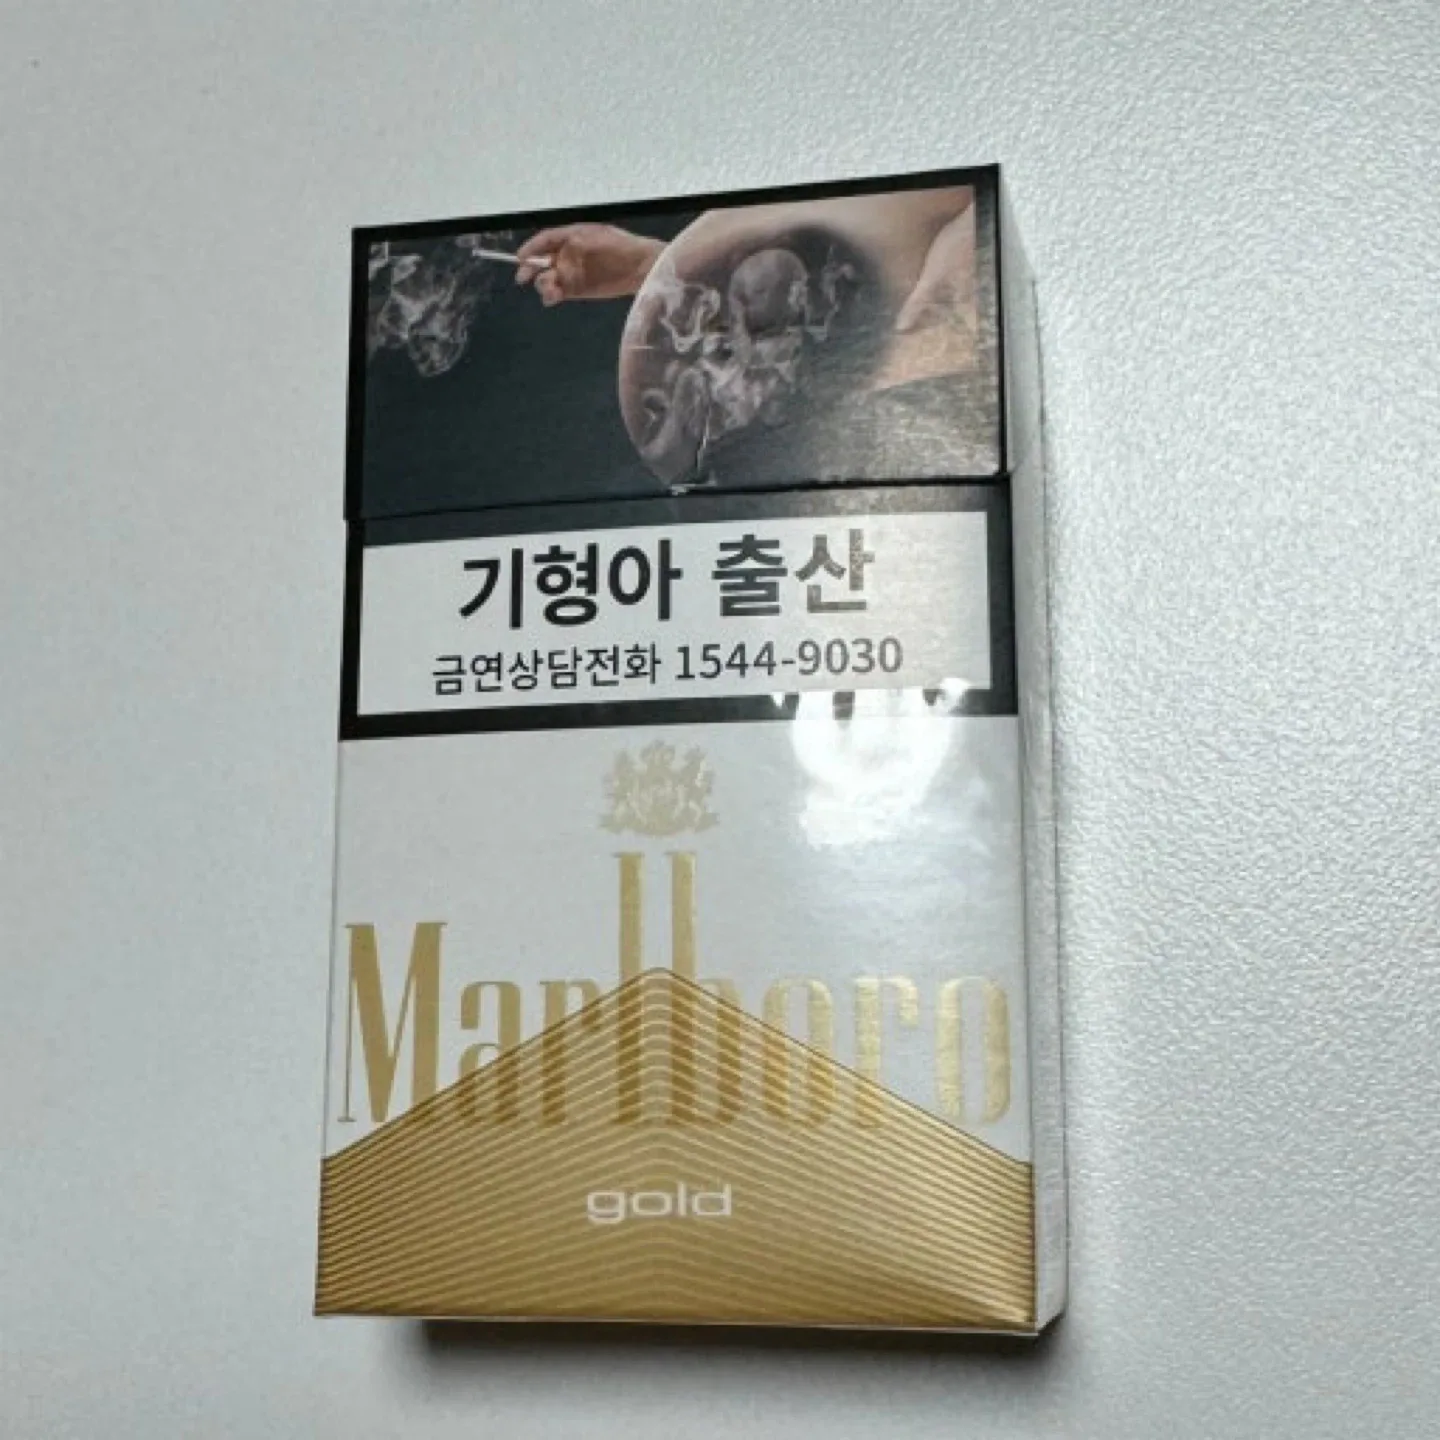 기형아 출산
금연상담전화 1544-9030
Marlboro
gold